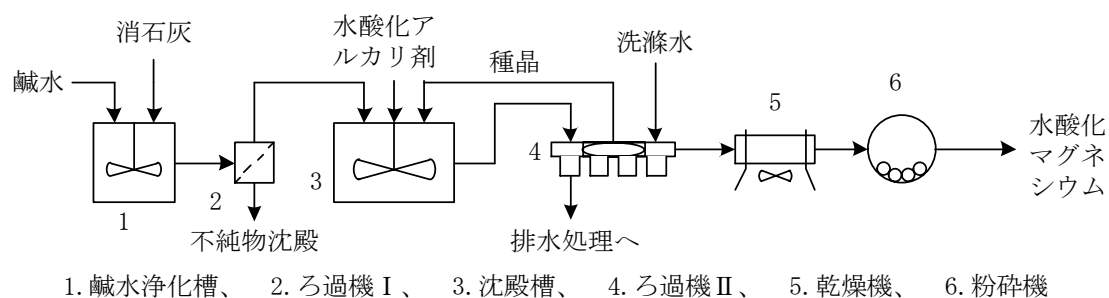 消石灰
鹹水
水酸化ア
ルカリ剤
種晶
洗滌水
1
2
不純物沈殿
3
4
排水処理へ
5
6
水酸化
マグネ
シウム
1.鹹水浄化槽、 2.ろ過機Ⅰ、 3.沈殿槽、 4.ろ過機Ⅱ、 5.乾燥機、 6.粉砕機